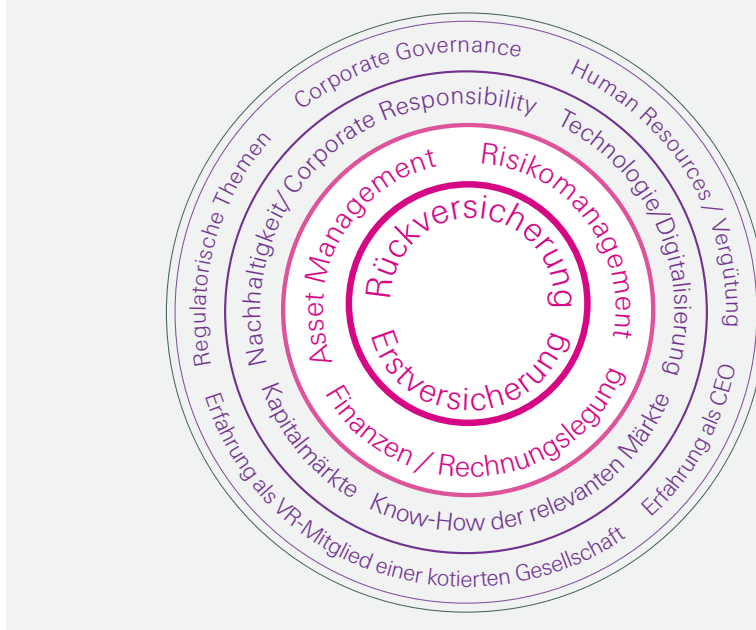 Corporate Governance
Human Resources / Vergütung
Regulatorische Themen
Erfahrung als CEO
Erfahrung als VR-Mitglied einer kotierten Gesellschaft
Nachhaltigkeit/ Corporate Responsibility
Technologie/Digitalisierung
Kapitalmärkte
Know-How der relevanten Märkte
Asset Management
Risikomanagement
Finanzen / Rechnungslegung
Rückversicherung
Erstversicherung